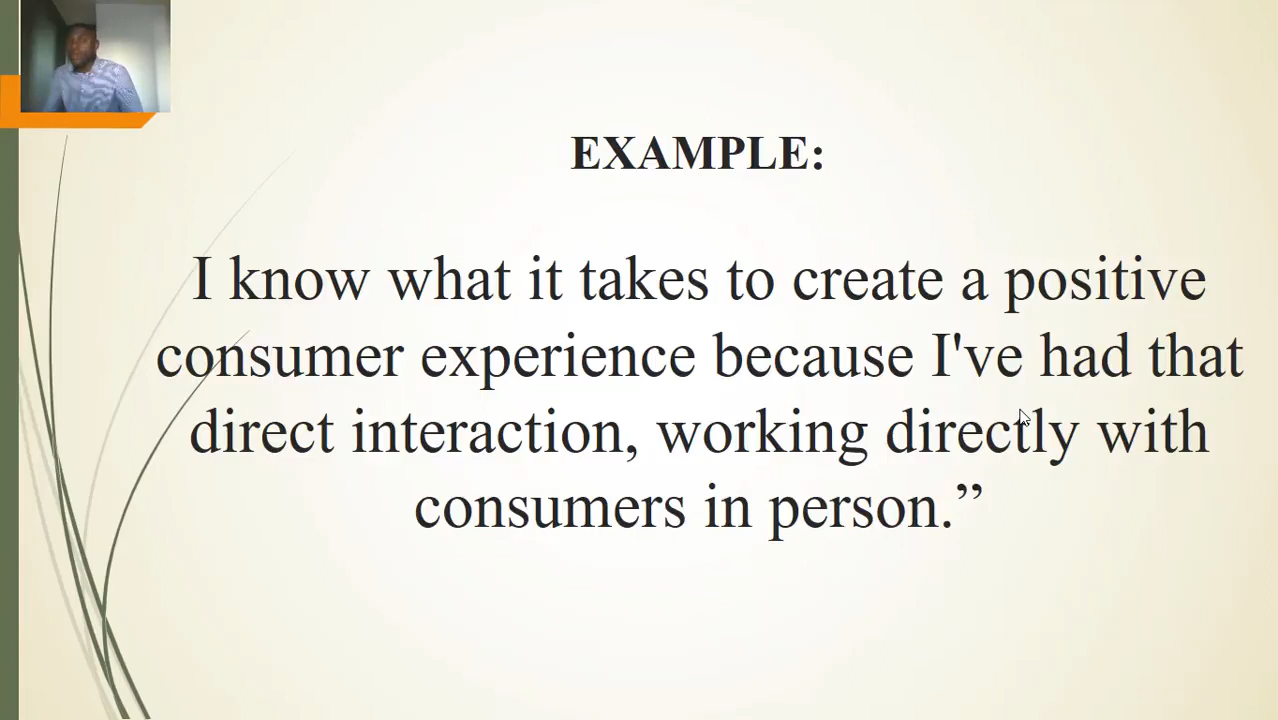 EXAMPLE:
I know what it takes to create a positive
consumer experience because I've had that
direct interaction, working directly with
consumers in person.”